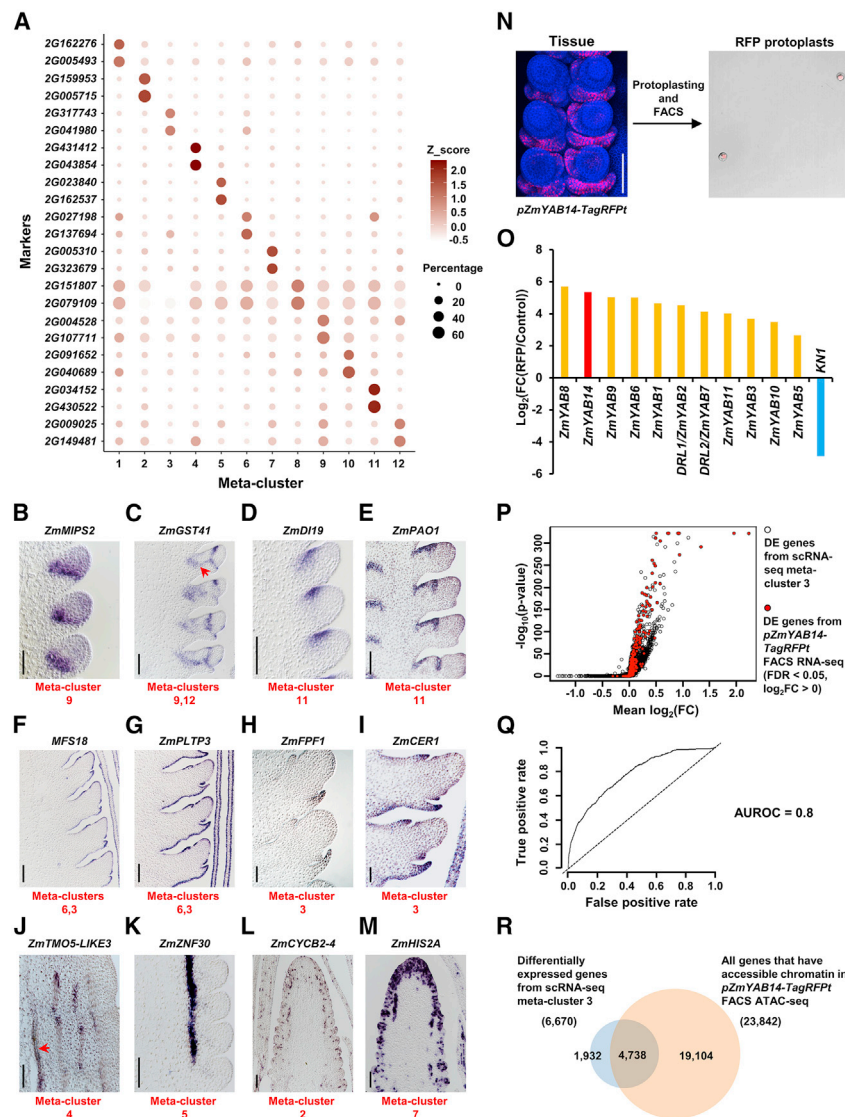 A
2G162276
2G005493
2G159953
2G005715
2G317743
2G041980
2G431412
2G043854
2G023840
2G162537
2G027198
2G137694
2G005310
2G323679
2G151807
2G079109
2G004528
2G107711
2G091652
2G040689
2G034152
2G430522
2G009025
2G149481
Markers
1 2 3 4 5 6 7 8 9 10 11 12
Meta-cluster
Z_score
2.0
1.5
1.0
0.5
0.0
-0.5
Percentage
0
20
40
60
B
ZmMIPS2
Meta-cluster
9
C
ZmGST41
Meta-clusters
9,12
D
ZmDI19
Meta-cluster
11
E
ZmPAO1
Meta-cluster
11
F
MFS18
Meta-clusters
6,3
G
ZmPLTP3
Meta-clusters
6,3
H
ZmFPF1
Meta-cluster
3
I
ZmCER1
Meta-cluster
3
J
ZmTMO5-LIKE3
Meta-cluster
4
K
ZmZNF30
Meta-cluster
5
L
ZmCYCB2-4
Meta-cluster
2
M
ZmHIS2A
Meta-cluster
7
N
Tissue
pZmYAB14-TagRFPt
Protoplasting
and
FACS
RFP protoplasts
O
Log2(FC(RFP/Control))
8
6
4
2
0
-2
-4
-6
ZmYAB8
ZmYAB14
ZmYAB9
ZmYAB6
ZmYAB1
DRL1/ZmYAB2
DRL2/ZmYAB7
ZmYAB11
ZmYAB3
ZmYAB10
ZmYAB5
KN1
P
-log10(p-value)
300
250
200
150
100
50
0
-1.0 -0.5 0.0 0.5 1.0 1.5 2.0
Mean log2(FC)
DE genes
from scRNA-
seq meta-
cluster 3
DE genes from
pZmYAB14-
TagRFPt
FACS RNA-seq
(FDR < 0.05,
log2FC > 0)
Q
True positive rate
1.0
0.8
0.6
0.4
0.2
0.0
0.0 0.2 0.4 0.6 0.8 1.0
False positive rate
AUROC = 0.8
R
Differentially
expressed genes
from scRNA-seq
meta-cluster 3
(6,670)
All genes that have
accessible chromatin in
pZmYAB14-TagRFPt
FACS ATAC-seq
(23,842)
1,932
4,738
19,104